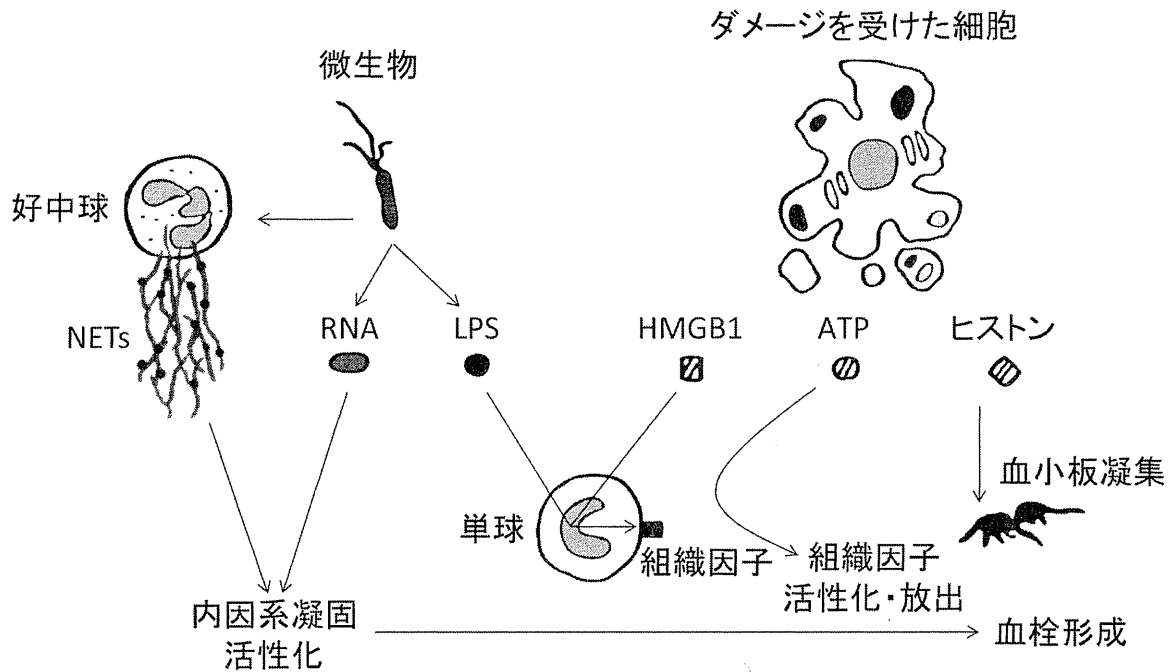 ダメージを受けた細胞
微生物
好中球
NETs
RNA
LPS
HMGB1
ATP
ヒストン
血小板凝集
単球
組織因子
組織因子
活性化・放出
内因系凝固
活性化
血栓形成